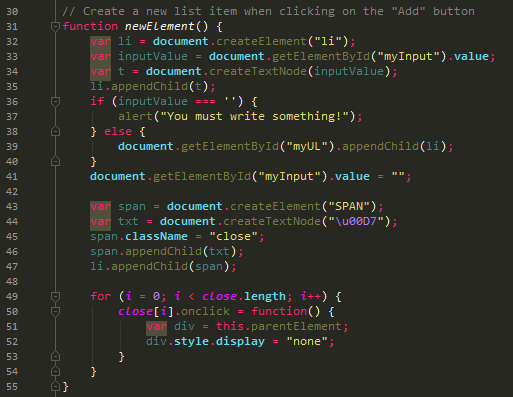 30 // Create a new list item when clicking on the "Add" button
31 function newElement() {
32     var li = document.createElement("li");
33     var inputValue = document.getElementById("myInput").value;
34     var t = document.createTextNode(inputValue);
35     li.appendChild(t);
36     if (inputValue === '') {
37         alert("You must write something!");
38     } else {
39         document.getElementById("myUL").appendChild(li);
40     }
41     document.getElementById("myInput").value = "";
42
43     var span = document.createElement("SPAN");
44     var txt = document.createTextNode("\u00D7");
45     span.className = "close";
46     span.appendChild(txt);
47     li.appendChild(span);
48
49     for (i = 0; i < close.length; i++) {
50         close[i].onclick = function() {
51             var div = this.parentElement;
52             div.style.display = "none";
53         }
54     }
55 }